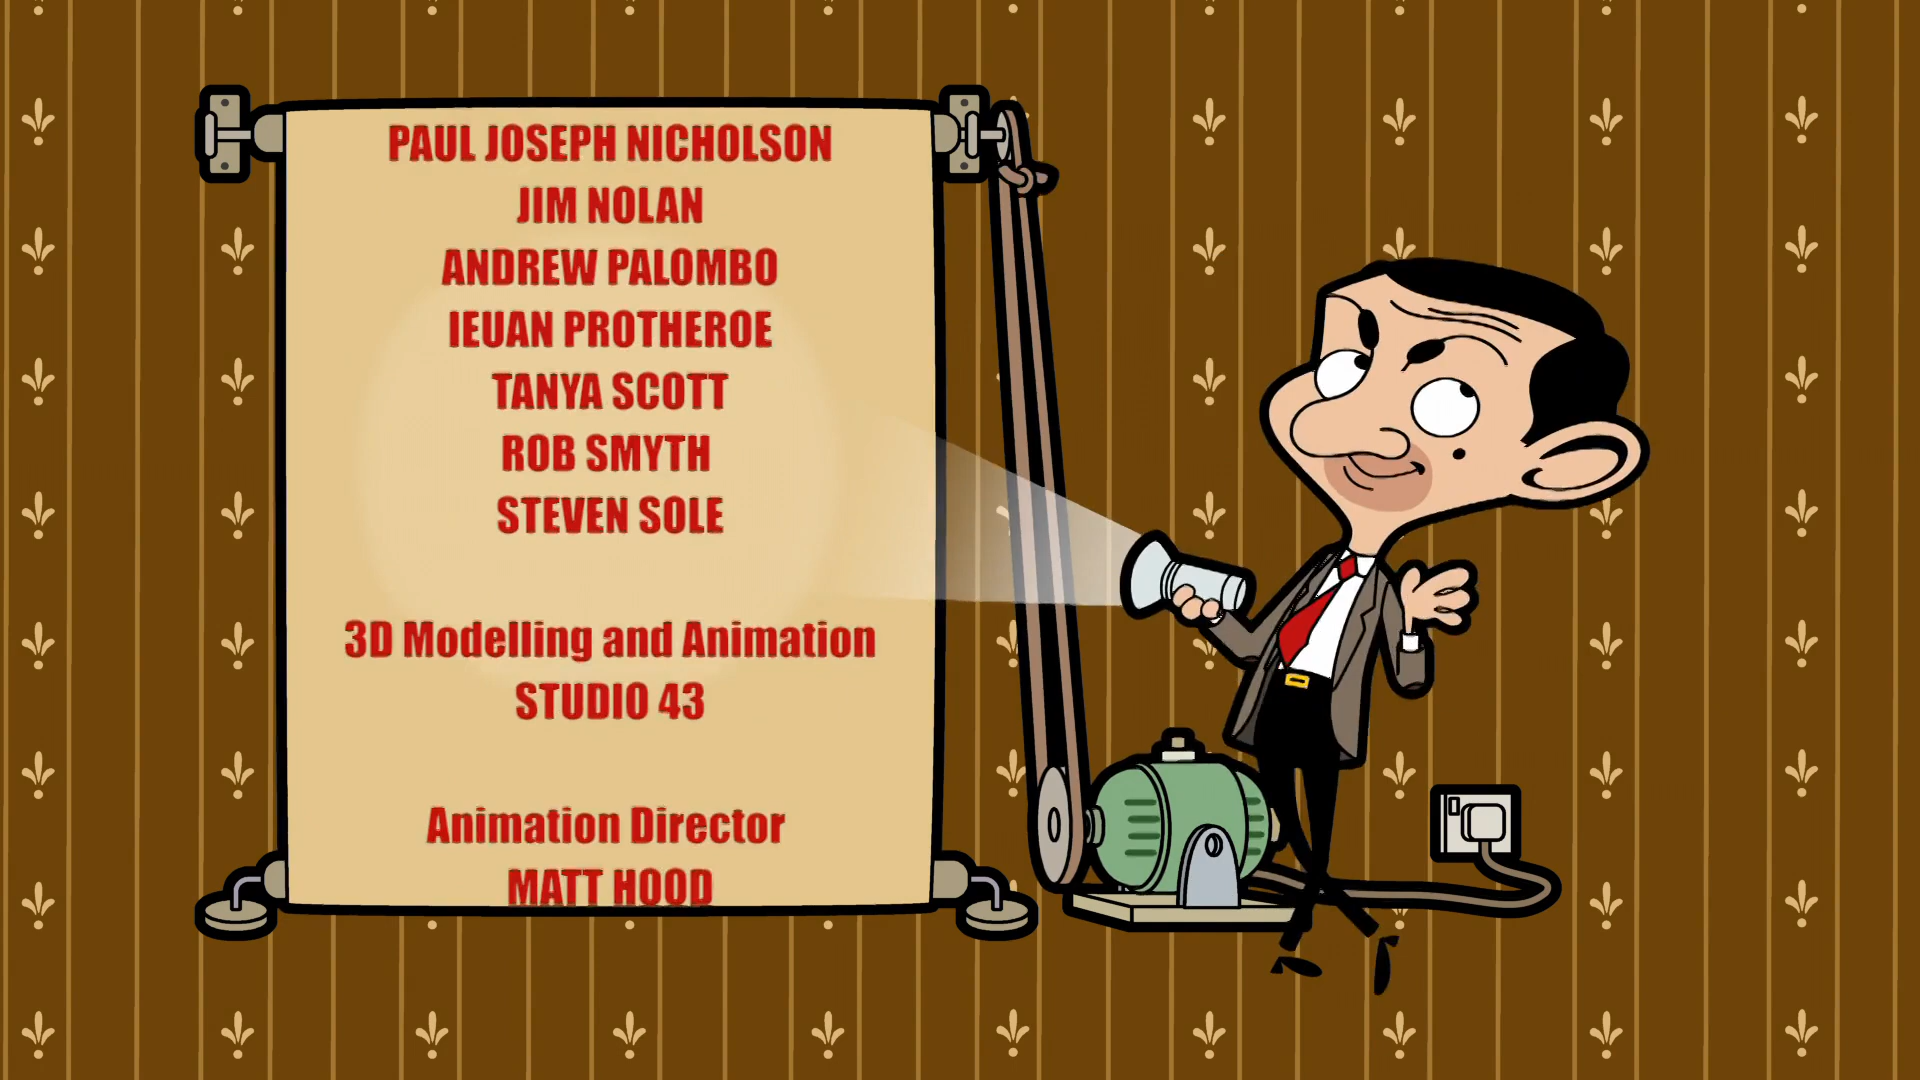 PAUL JOSEPH NICHOLSON
JIM NOLAN
ANDREW PALOMBO
IEUAN PROTHEROE
TANYA SCOTT
ROB SMYTH
STEVEN SOLE
3D Modelling and Animation
STUDIO 43
Animation Director
MATT HOOD